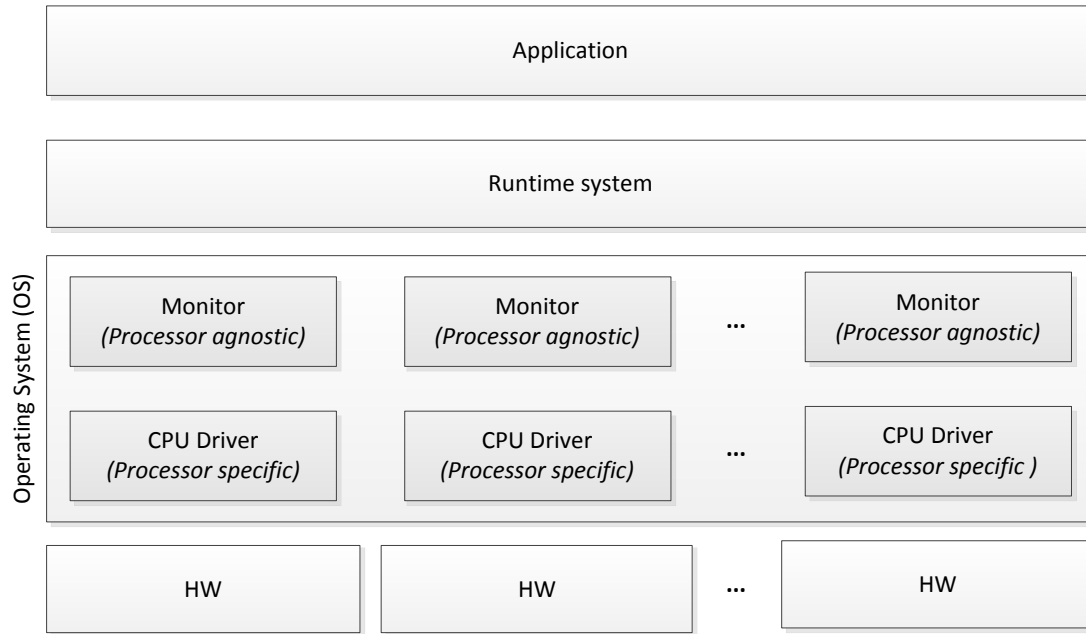 Application
Runtime system
Operating System (OS)
Monitor
(Processor agnostic)
Monitor
(Processor agnostic)
...
Monitor
(Processor agnostic)
CPU Driver
(Processor specific)
CPU Driver
(Processor specific)
...
CPU Driver
(Processor specific )
HW
HW
...
HW